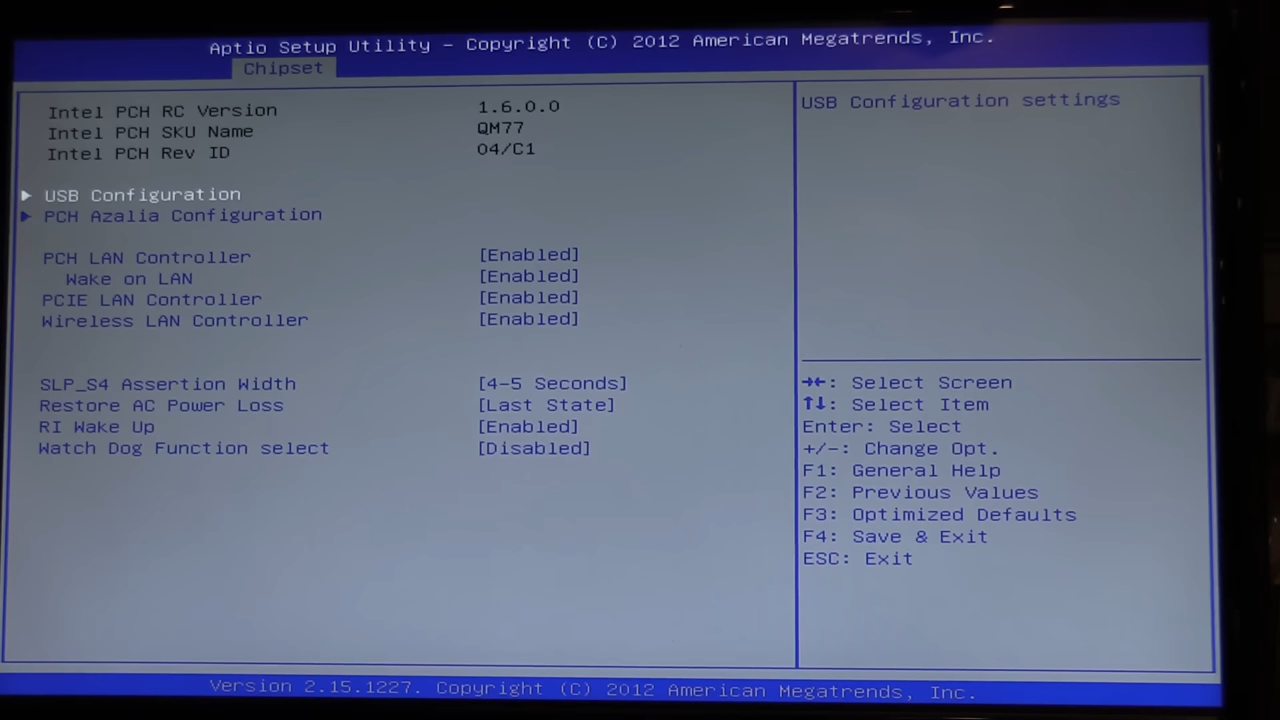 Aptio Setup Utility – Copyright (C) 2012 American Megatrends, Inc.
Chipset
Intel PCH RC Version 1.6.0.0
Intel PCH SKU Name QM77
Intel PCH Rev ID 04/C1
► USB Configuration
► PCH Azalia Configuration
PCH LAN Controller [Enabled]
Wake on LAN [Enabled]
PCIE LAN Controller [Enabled]
Wireless LAN Controller [Enabled]
SLP_S4 Assertion Width [4-5 Seconds]
Restore AC Power Loss [Last State]
RI Wake Up [Enabled]
Watch Dog Function select [Disabled]
USB Configuration settings
→←: Select Screen
↑↓: Select Item
Enter: Select
+/-: Change Opt.
F1: General Help
F2: Previous Values
F3: Optimized Defaults
F4: Save & Exit
ESC: Exit
Version 2.15.1227. Copyright (C) 2012 American Megatrends, Inc.